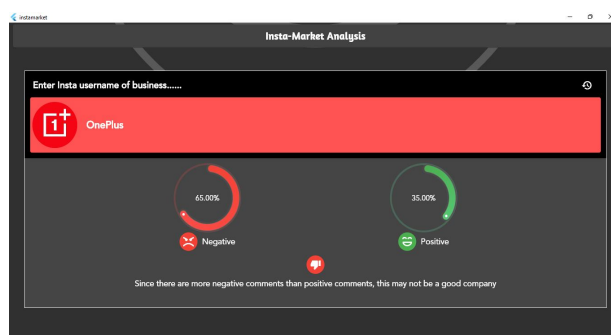 instamarket
Insta-Market Analysis
Enter Insta username of business......
1+
OnePlus
65.00%
35.00%
Negative
Positive
Since there are more negative comments than positive comments, this may not be a good company